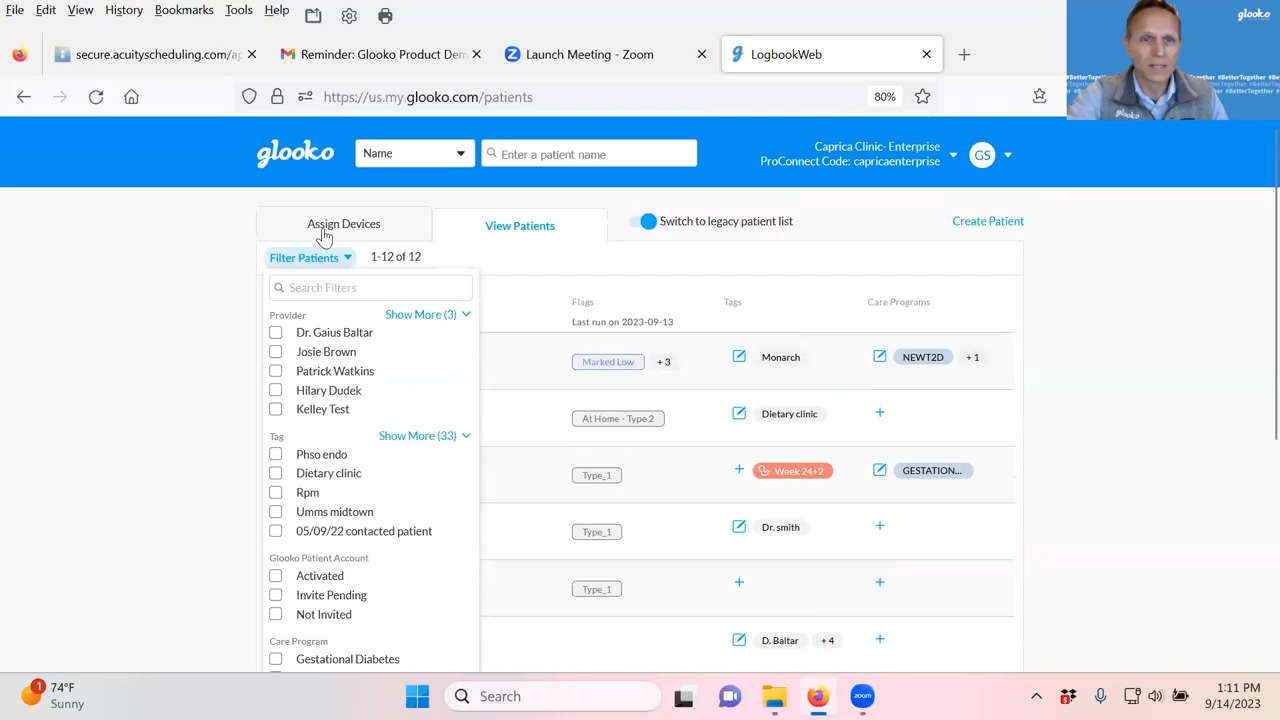 File Edit View History Bookmarks Tools Help
secure.acuityscheduling.com/ap
Reminder: Glooko Product Dem
Launch Meeting - Zoom
LogbookWeb
https://us.my.glooko.com/patients
80%
glooko
#BetterTogether #BetterTogether
glooko
glooko
Name
Enter a patient name
Caprica Clinic- Enterprise
ProConnect Code: capricaenterprise
GS
Assign Devices
View Patients
Switch to legacy patient list
Create Patient
Filter Patients
1-12 of 12
Search Filters
Flags
Tags
Care Programs
Last run on 2023-09-13
Provider
Show More (3)
Dr. Gaius Baltar
Josie Brown
Patrick Watkins
Hilary Dudek
Kelley Test
Tag
Show More (33)
Phso endo
Dietary clinic
Rpm
Umms midtown
05/09/22 contacted patient
Glooko Patient Account
Activated
Invite Pending
Not Invited
Care Program
Gestational Diabetes
Marked Low + 3
Monarch
NEWT2D + 1
At Home - Type 2
Dietary clinic
+
Type_1
+ Week 24+2
GESTATION...
Type_1
Dr. smith
+
Type_1
+
+
D. Baltar + 4
+
1
74°F
Sunny
Search
zoom
1:11 PM
9/14/2023